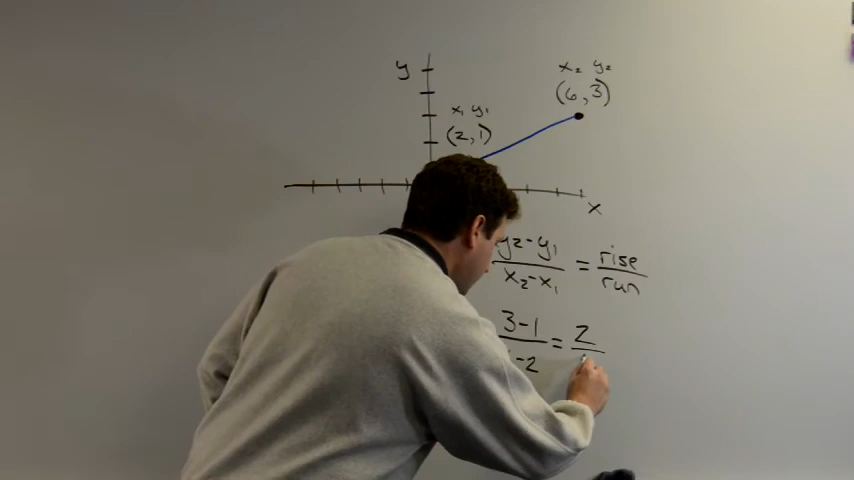 y
x₂ y₂
(6,3)
x₁ y₁
(2,1)
x
y₂-y₁ / x₂-x₁ = rise / run
3-1 / -2 = 2 /